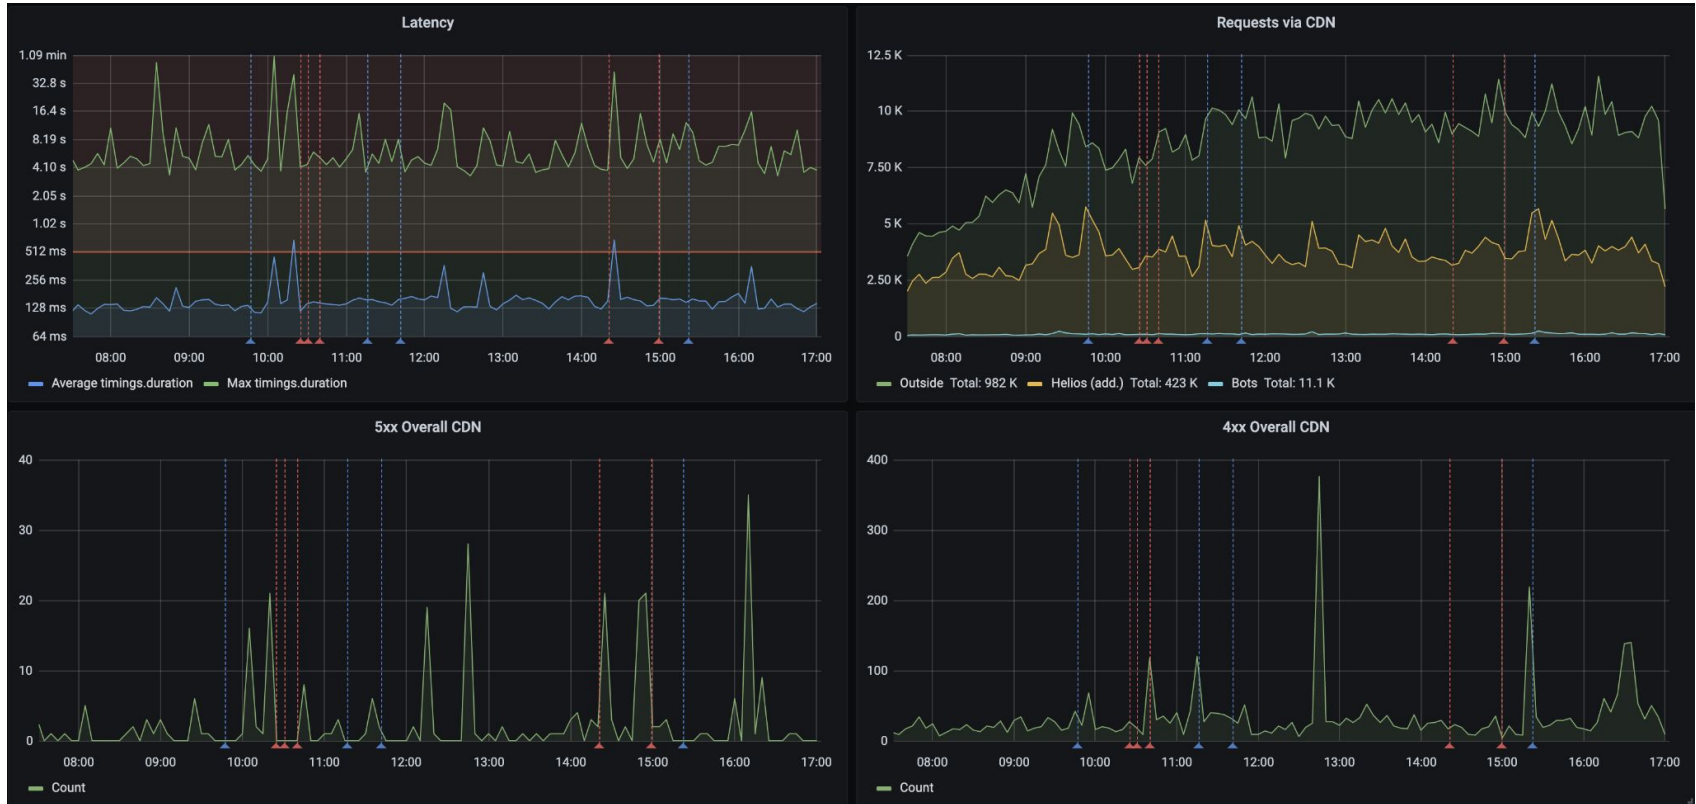 Latency
1.09 min
32.8 s
16.4 s
8.19 s
4.10 s
2.05 s
1.02 s
512 ms
256 ms
128 ms
64 ms
08:00 09:00 10:00 11:00 12:00 13:00 14:00 15:00 16:00 17:00
Average timings.duration Max timings.duration
Requests via CDN
12.5 K
10 K
7.50 K
5 K
2.50 K
0
08:00 09:00 10:00 11:00 12:00 13:00 14:00 15:00 16:00 17:00
Outside Total: 982 K Helios (add.) Total: 423 K Bots Total: 11.1 K
5xx Overall CDN
40
30
20
10
0
08:00 09:00 10:00 11:00 12:00 13:00 14:00 15:00 16:00 17:00
Count
4xx Overall CDN
400
300
200
100
0
08:00 09:00 10:00 11:00 12:00 13:00 14:00 15:00 16:00 17:00
Count